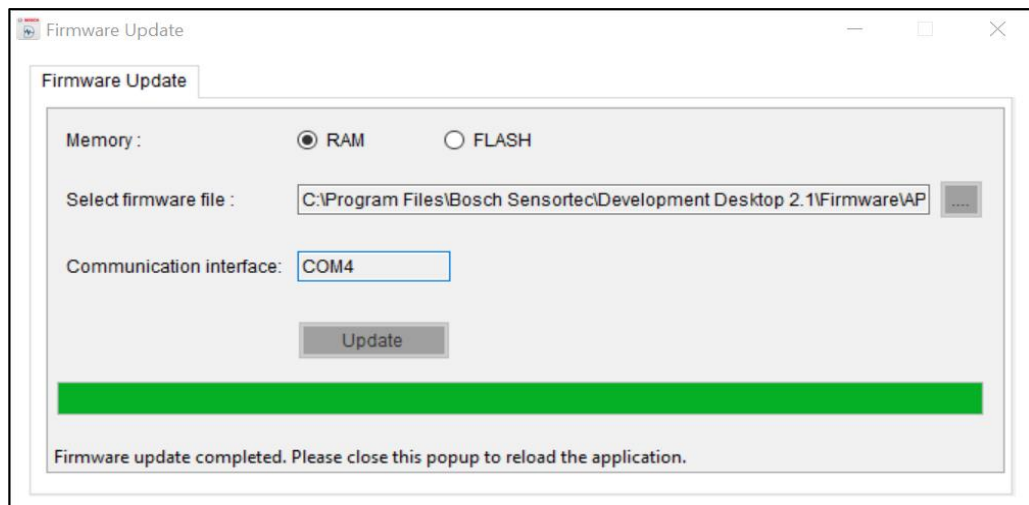 Firmware Update
Firmware Update
Memory : RAM FLASH
Select firmware file : C:\Program Files\Bosch Sensortec\Development Desktop 2.1\Firmware\AP ....
Communication interface: COM4
Update
Firmware update completed. Please close this popup to reload the application.